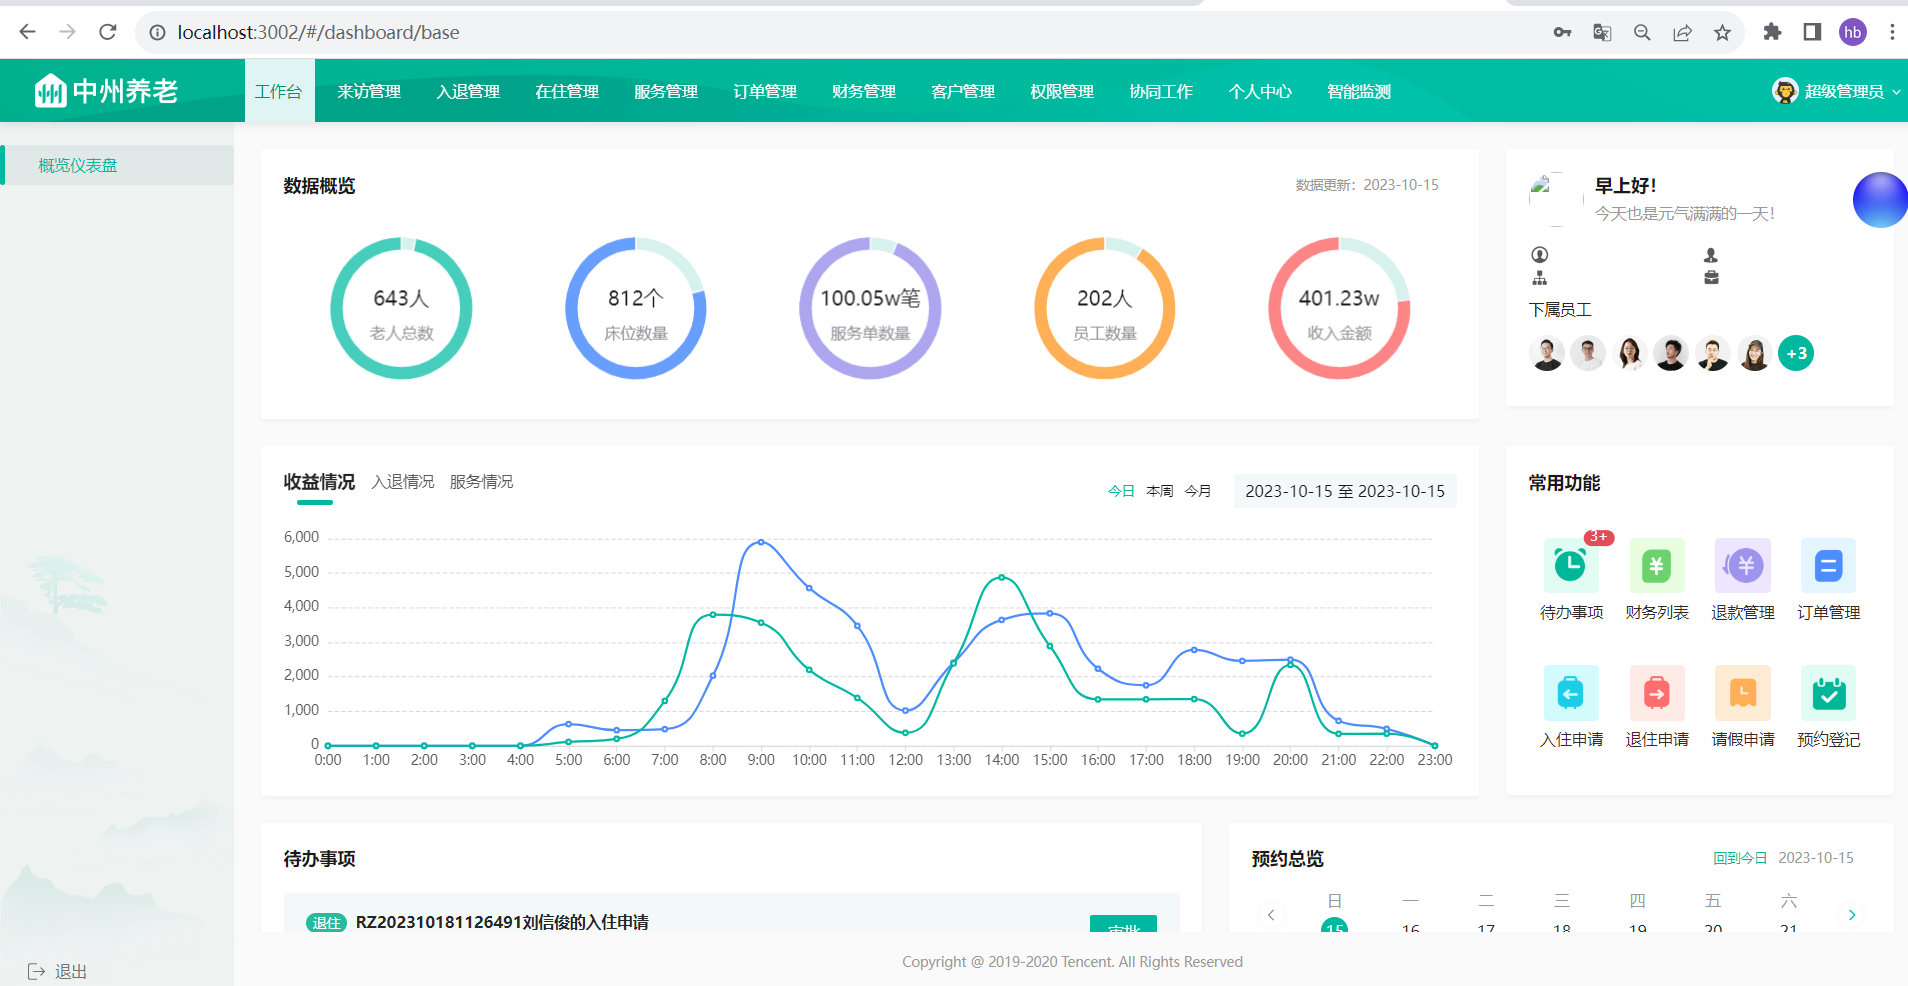 localhost:3002/#/dashboard/base
hb
中州养老
工作台 来访管理 入退管理 在住管理 服务管理 订单管理 财务管理 客户管理 权限管理 协同工作 个人中心 智能监测
超级管理员
概览仪表盘
数据概览
数据更新：2023-10-15
643人 812个 100.05w笔 202人 401.23w
老人总数 床位数量 服务单数量 员工数量 收入金额
早上好！
今天也是元气满满的一天！
下属员工
+3
收益情况 入退情况 服务情况
今日 本周 今月 2023-10-15 至 2023-10-15
6,000
5,000
4,000
3,000
2,000
1,000
0
0:00 1:00 2:00 3:00 4:00 5:00 6:00 7:00 8:00 9:00 10:00 11:00 12:00 13:00 14:00 15:00 16:00 17:00 18:00 19:00 20:00 21:00 22:00 23:00
常用功能
3+
待办事项 财务列表 退款管理 订单管理
入住申请 退住申请 请假申请 预约登记
待办事项
退住 RZ202310181126491刘信俊的入住申请
审批
预约总览
回到今日 2023-10-15
日 一 二 三 四 五 六
15 16 17 18 19 20 21
退出
Copyright @ 2019-2020 Tencent. All Rights Reserved